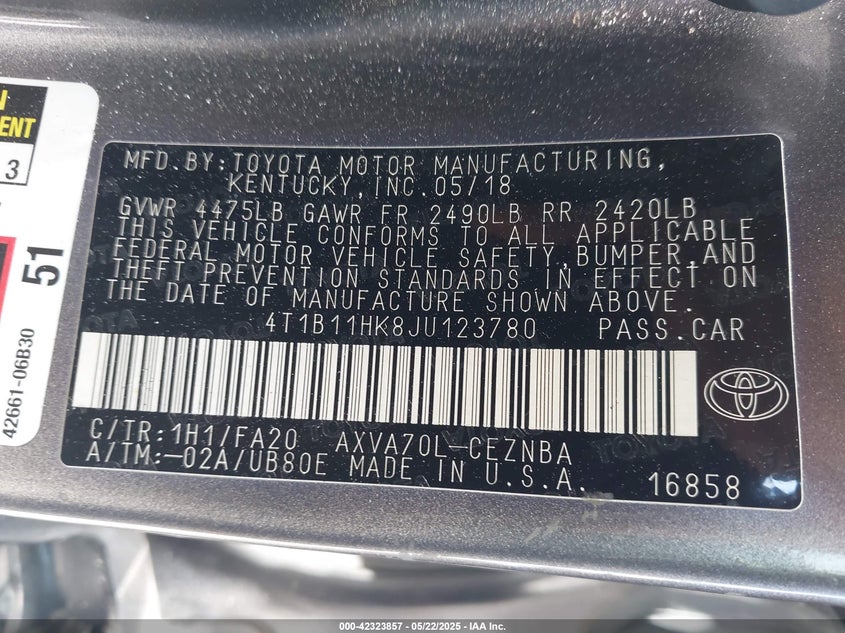 MFD.BY:TOYOTA MOTOR MANUFACTURING,
KENTUCKY,INC.05/18
GVWR 4475LB GAWR FR 2490LB RR 2420LB
THIS VEHICLE CONFORMS TO ALL APPLICABLE
FEDERAL MOTOR VEHICLE SAFETY,BUMPER,AND
THEFT PREVENTION STANDARDS IN EFFECT ON
THE DATE OF MANUFACTURE SHOWN ABOVE.
4T1B11HK8JU123780 PASS.CAR
C/TR:1H1/FA20 AXVA70L-CEZNBA
A/TM:-02A/UB80E MADE IN U.S.A. 16858
3
51
42661-06B30
000-42323857 - 05/22/2025 - IAA Inc.